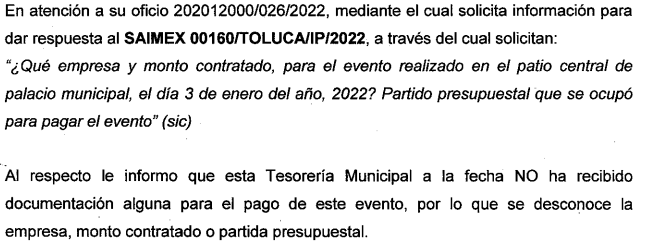 En atención a su oficio 202012000/026/2022, mediante el cual solicita información para
dar respuesta al SAIMEX 00160/TOLUCA/IP/2022, a través del cual solicitan:
"¿Qué empresa y monto contratado, para el evento realizado en el patio central de
palacio municipal, el día 3 de enero del año, 2022? Partido presupuestal que se ocupó
para pagar el evento" (sic)
Al respecto le informo que esta Tesorería Municipal a la fecha NO ha recibido
documentación alguna para el pago de este evento, por lo que se desconoce la
empresa, monto contratado o partida presupuestal.